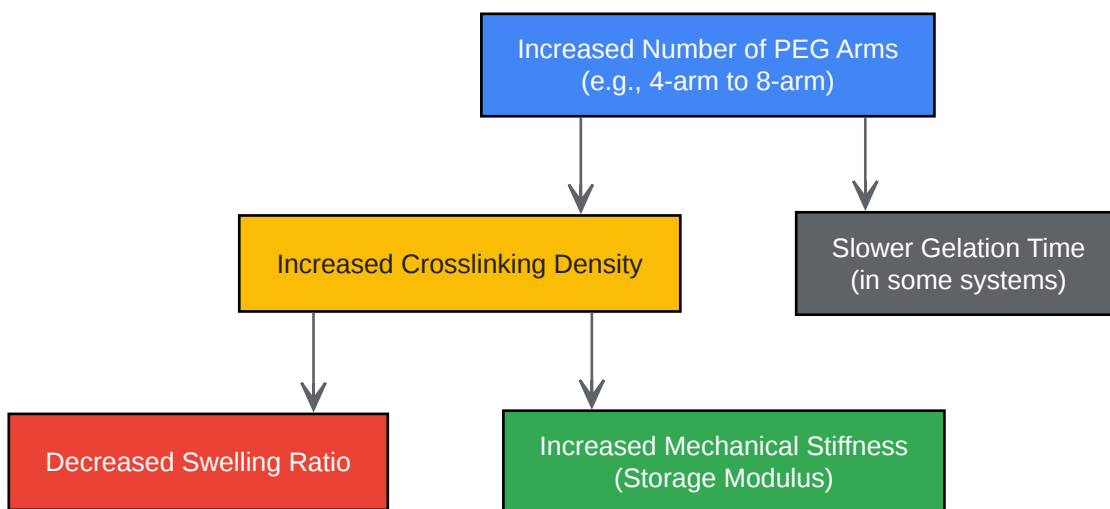 Increased Number of PEG Arms
(e.g., 4-arm to 8-arm)
Increased Crosslinking Density
Slower Gelation Time
(in some systems)
Decreased Swelling Ratio
Increased Mechanical Stiffness
(Storage Modulus)